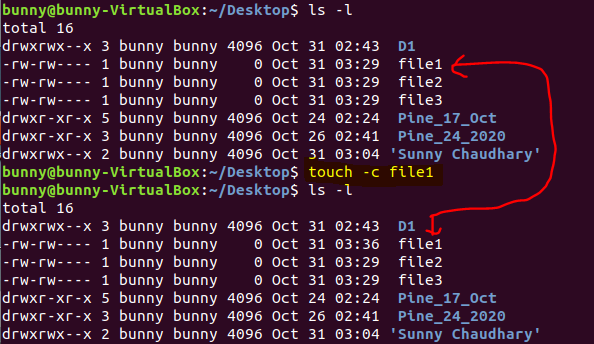 bunny@bunny-VirtualBox:~/Desktop$ ls -l
total 16
drwxrwx--x 3 bunny bunny 4096 Oct 31 02:43  D1
-rw-rw---- 1 bunny bunny    0 Oct 31 03:29  file1
-rw-rw---- 1 bunny bunny    0 Oct 31 03:29  file2
-rw-rw---- 1 bunny bunny    0 Oct 31 03:29  file3
drwxr-xr-x 5 bunny bunny 4096 Oct 24 02:24  Pine_17_Oct
drwxr-xr-x 3 bunny bunny 4096 Oct 26 02:41  Pine_24_2020
drwxrwx--x 2 bunny bunny 4096 Oct 31 03:04 'Sunny Chaudhary'
bunny@bunny-VirtualBox:~/Desktop$ touch -c file1
bunny@bunny-VirtualBox:~/Desktop$ ls -l
total 16
drwxrwx--x 3 bunny bunny 4096 Oct 31 02:43  D1
-rw-rw---- 1 bunny bunny    0 Oct 31 03:36  file1
-rw-rw---- 1 bunny bunny    0 Oct 31 03:29  file2
-rw-rw---- 1 bunny bunny    0 Oct 31 03:29  file3
drwxr-xr-x 5 bunny bunny 4096 Oct 24 02:24  Pine_17_Oct
drwxr-xr-x 3 bunny bunny 4096 Oct 26 02:41  Pine_24_2020
drwxrwx--x 2 bunny bunny 4096 Oct 31 03:04 'Sunny Chaudhary'